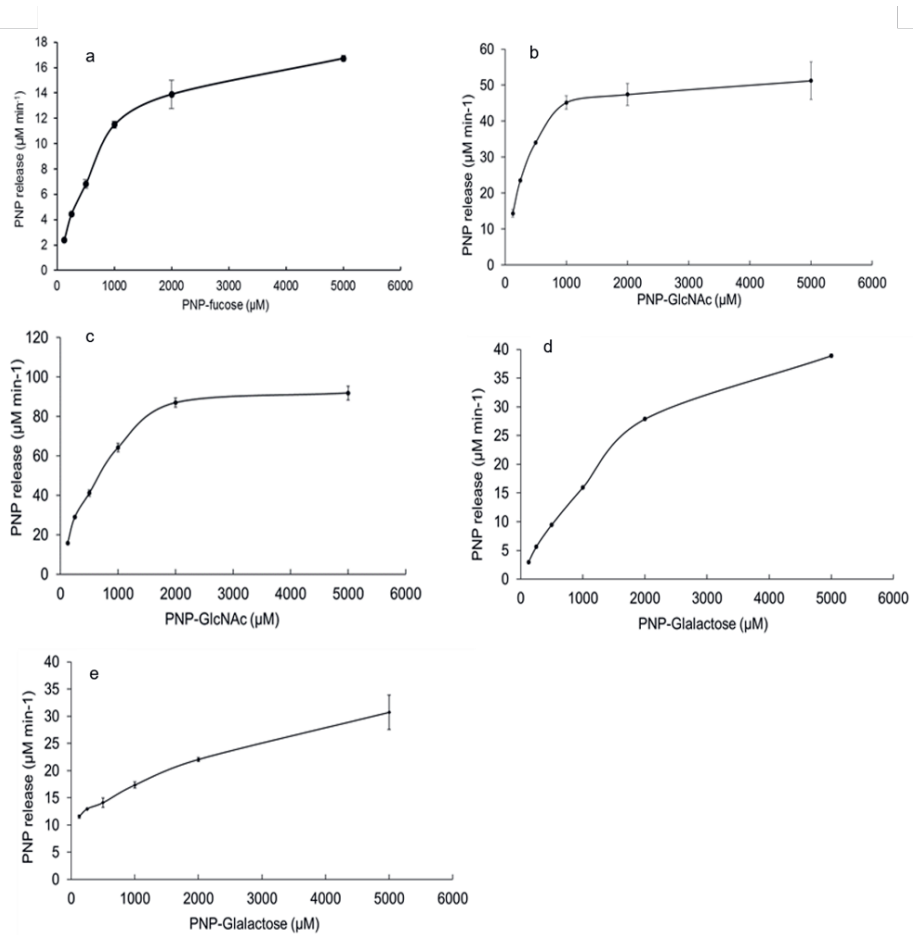 a
18
16
14
12
10
8
6
4
2
0
PNP release (µM min⁻¹)
0 1000 2000 3000 4000 5000 6000
PNP-fucose (µM)
b
60
50
40
30
20
10
0
PNP release (µM min-1)
0 1000 2000 3000 4000 5000 6000
PNP-GlcNAc (µM)
c
120
100
80
60
40
20
0
PNP release (µM min-1)
0 1000 2000 3000 4000 5000 6000
PNP-GlcNAc (µM)
d
40
35
30
25
20
15
10
5
0
PNP release (µM min-1)
0 1000 2000 3000 4000 5000 6000
PNP-Glalactose (µM)
e
40
35
30
25
20
15
10
5
0
PNP release (µM min-1)
0 1000 2000 3000 4000 5000 6000
PNP-Glalactose (µM)